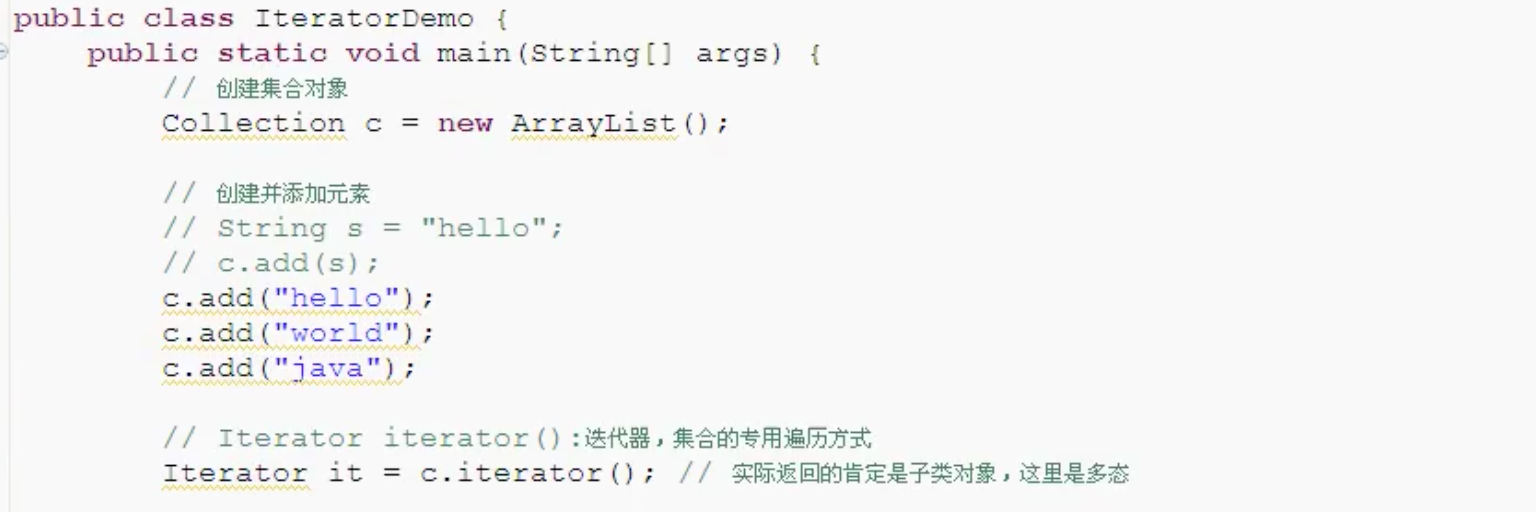 public class IteratorDemo {
public static void main(String[] args) {
// 创建集合对象
Collection c = new ArrayList();
// 创建并添加元素
// String s = "hello";
// c.add(s);
c.add("hello");
c.add("world");
c.add("java");
// Iterator iterator():迭代器，集合的专用遍历方式
Iterator it = c.iterator(); // 实际返回的肯定是子类对象，这里是多态